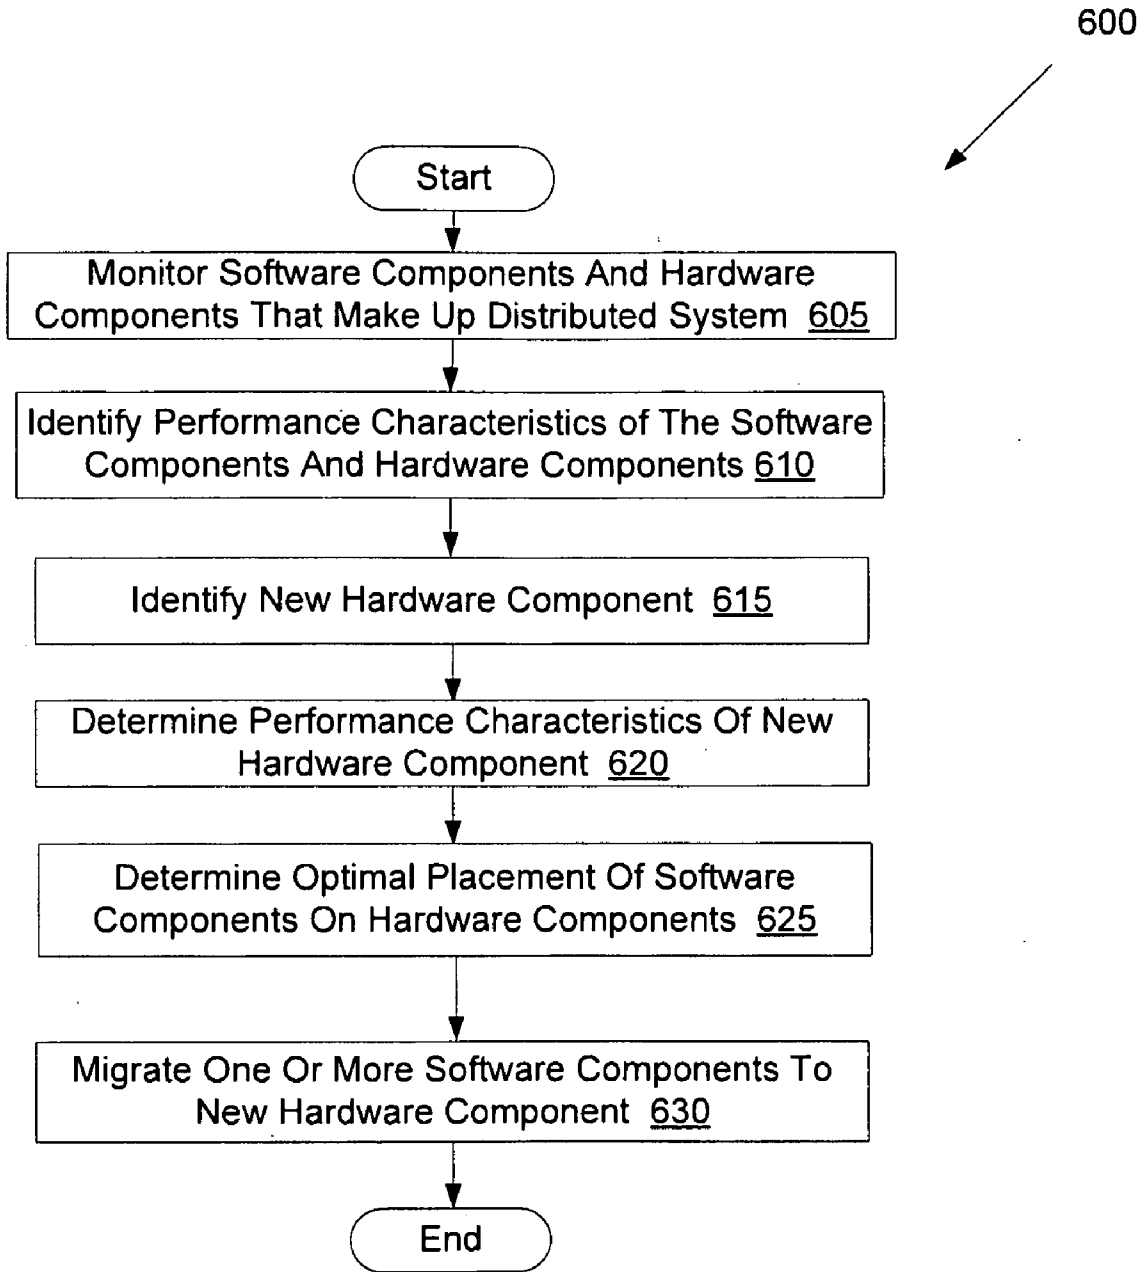 600
Start
Monitor Software Components And Hardware
Components That Make Up Distributed System 605
Identify Performance Characteristics of The Software
Components And Hardware Components 610
Identify New Hardware Component 615
Determine Performance Characteristics Of New
Hardware Component 620
Determine Optimal Placement Of Software
Components On Hardware Components 625
Migrate One Or More Software Components To
New Hardware Component 630
End